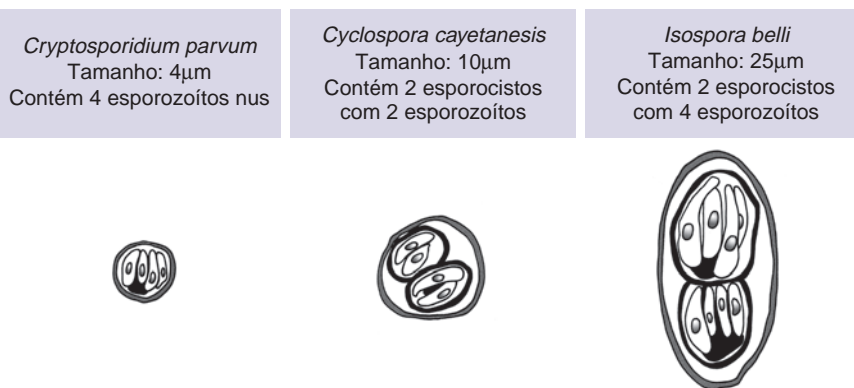 Cryptosporidium parvum
Tamanho: 4μm
Contém 4 esporozoítos nus
Cyclospora cayetanesis
Tamanho: 10μm
Contém 2 esporocistos
com 2 esporozoítos
Isospora belli
Tamanho: 25μm
Contém 2 esporocistos
com 4 esporozoítos